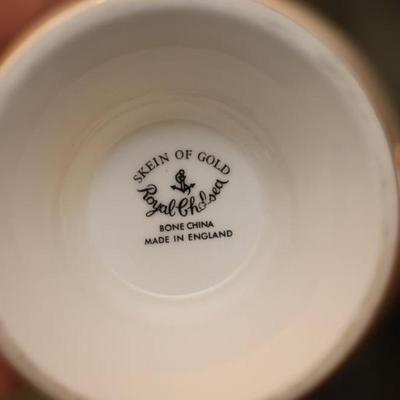 SKEIN OF GOLD
Royal Chelsea
BONE CHINA
MADE IN ENGLAND